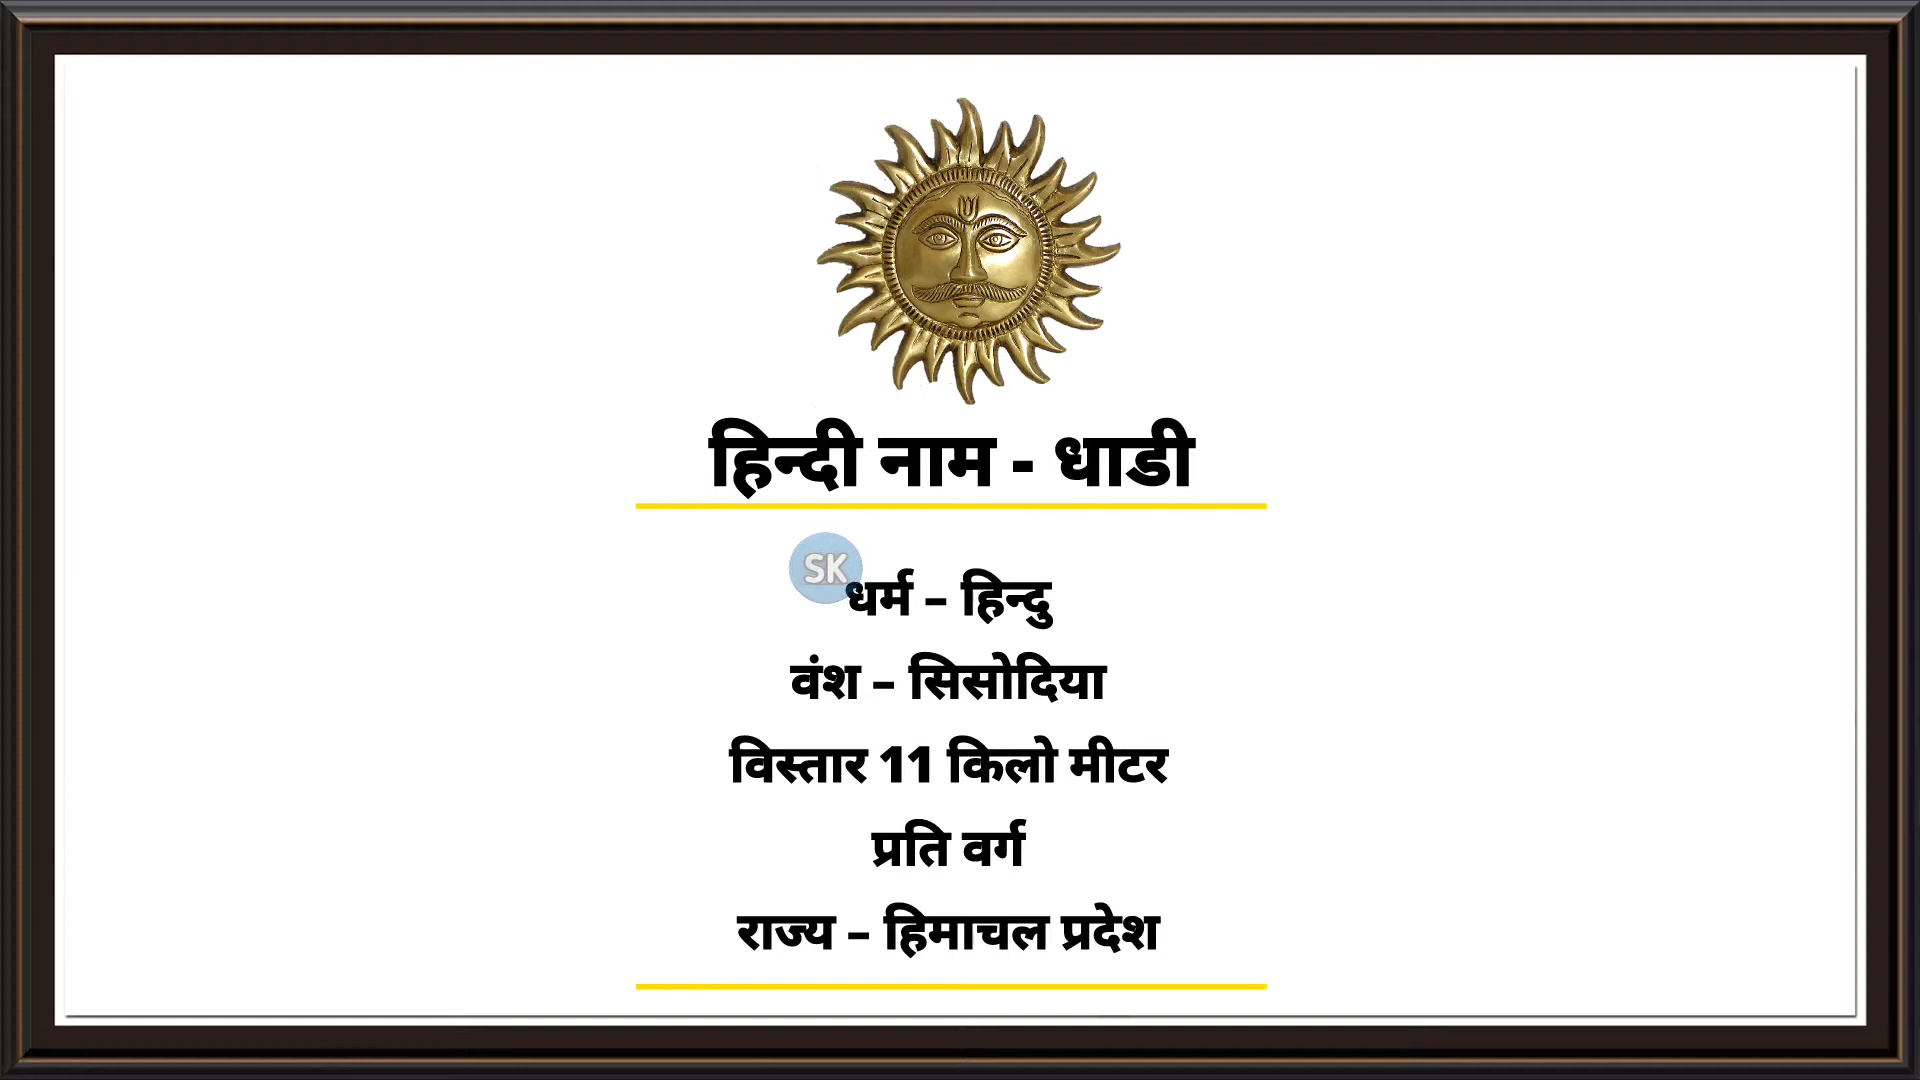 हिन्दी नाम - धाडी
SK
धर्म – हिन्दु
वंश – सिसोदिया
विस्तार 11 किलो मीटर
प्रति वर्ग
राज्य – हिमाचल प्रदेश